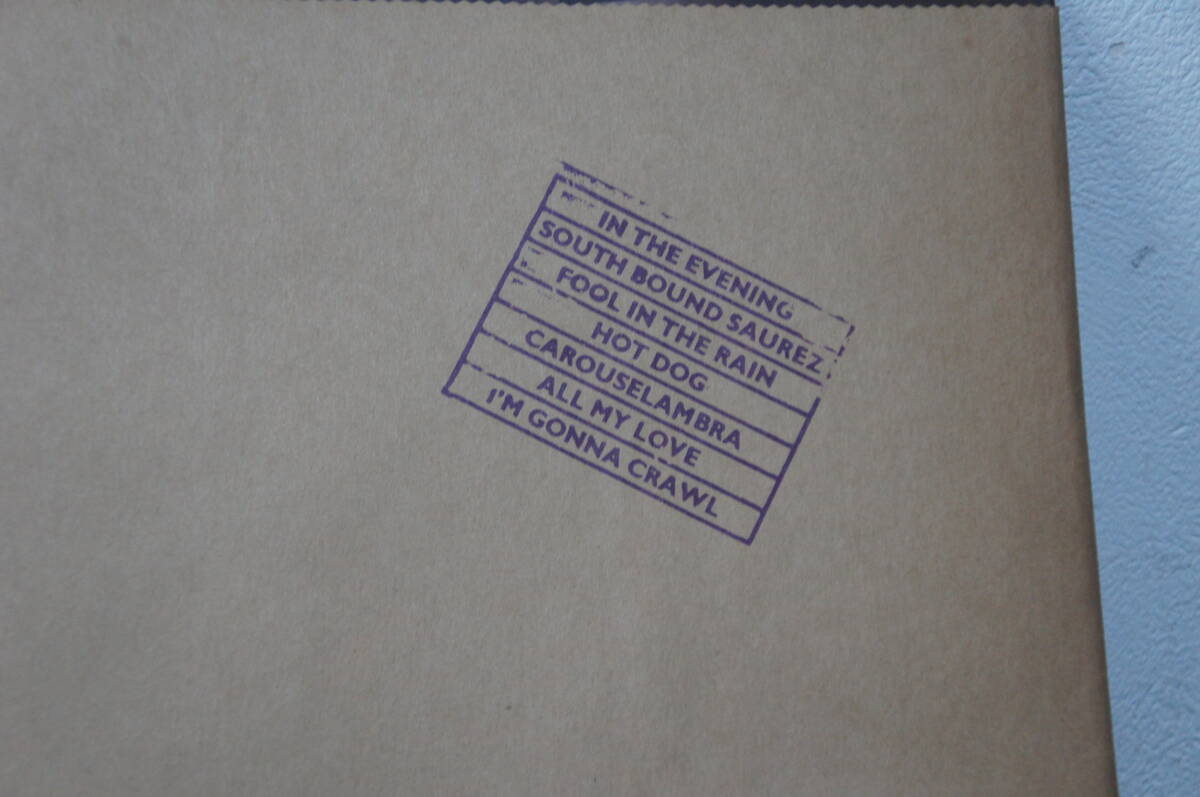 IN THE EVENING
SOUTH BOUND SAUREZ
FOOL IN THE RAIN
HOT DOG
CAROUSELAMBRA
ALL MY LOVE
I'M GONNA CRAWL